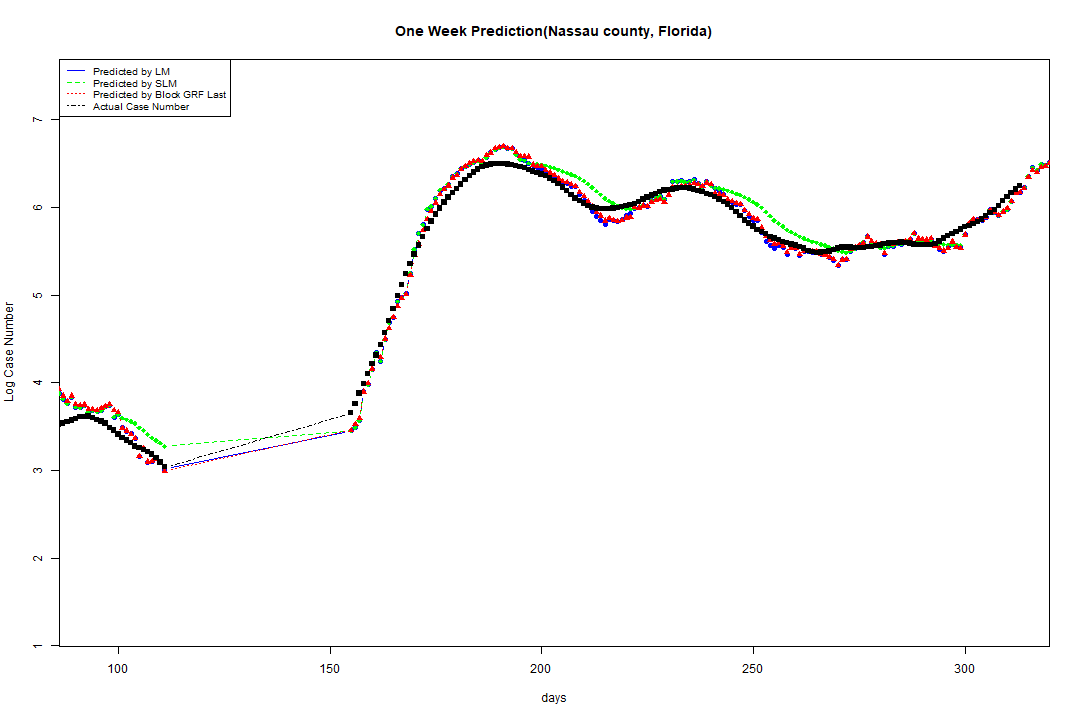 One Week Prediction(Nassau county, Florida)
Predicted by LM
Predicted by SLM
Predicted by Block GRF Last
Actual Case Number
7
6
5
4
3
2
1
Log Case Number
100 150 200 250 300
days